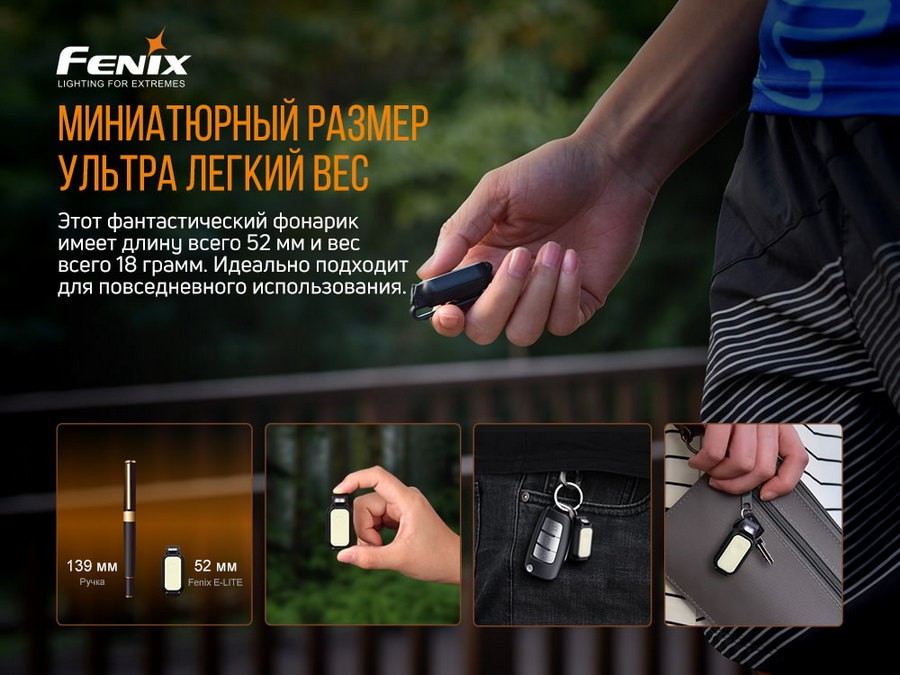 FENIX
LIGHTING FOR EXTREMES
МИНИАТЮРНЫЙ РАЗМЕР
УЛЬТРА ЛЕГКИЙ ВЕС
Этот фантастический фонарик
имеет длину всего 52 мм и вес
всего 18 грамм. Идеально подходит
для повседневного использования.
139 мм
Ручка
52 мм
Fenix E-LITE